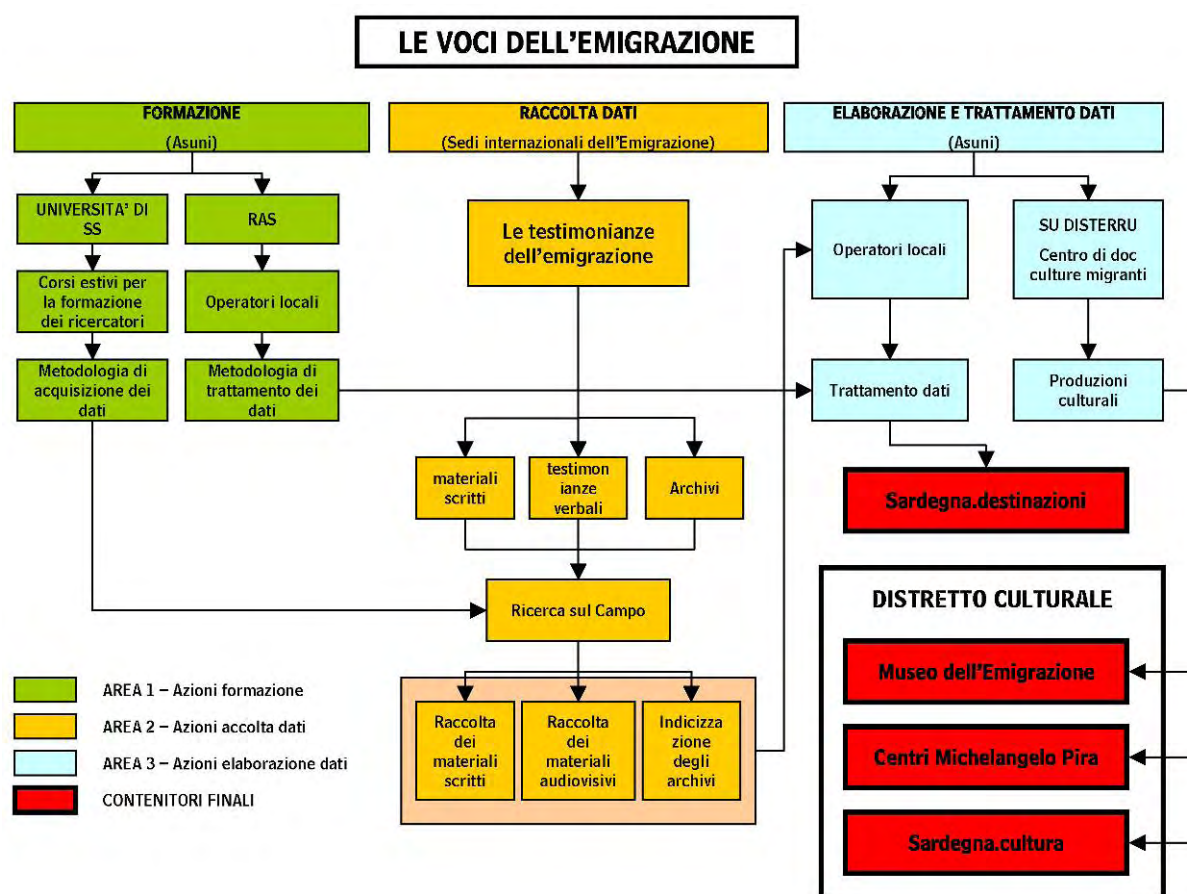 LE VOCI DELL'EMIGRAZIONE
FORMAZIONE
(Asuni)
RACCOLTA DATI
(Sedi internazionali dell'Emigrazione)
ELABORAZIONE E TRATTAMENTO DATI
(Asuni)
UNIVERSITA' DI
SS
RAS
Le testimonianze
dell'emigrazione
Operatori locali
SU DISTERRU
Centro di doc
culture migranti
Corsi estivi per
la formazione
dei ricercatori
Operatori locali
Metodologia di
acquisizione dei
dati
Metodologia di
trattamento dei
dati
Trattamento dati
Produzioni
culturali
materiali
scritti
testimon
ianze
verbali
Archivi
Sardegna.destinazioni
Ricerca sul Campo
DISTRETTO CULTURALE
Museo dell'Emigrazione
Centri Michelangelo Pira
Sardegna.cultura
AREA 1 – Azioni formazione
AREA 2 – Azioni accolta dati
AREA 3 – Azioni elaborazione dati
CONTENITORI FINALI
Raccolta
dei
materiali
scritti
Raccolta
dei
materiali
audiovisivi
Indicizza
zione
degli
archivi